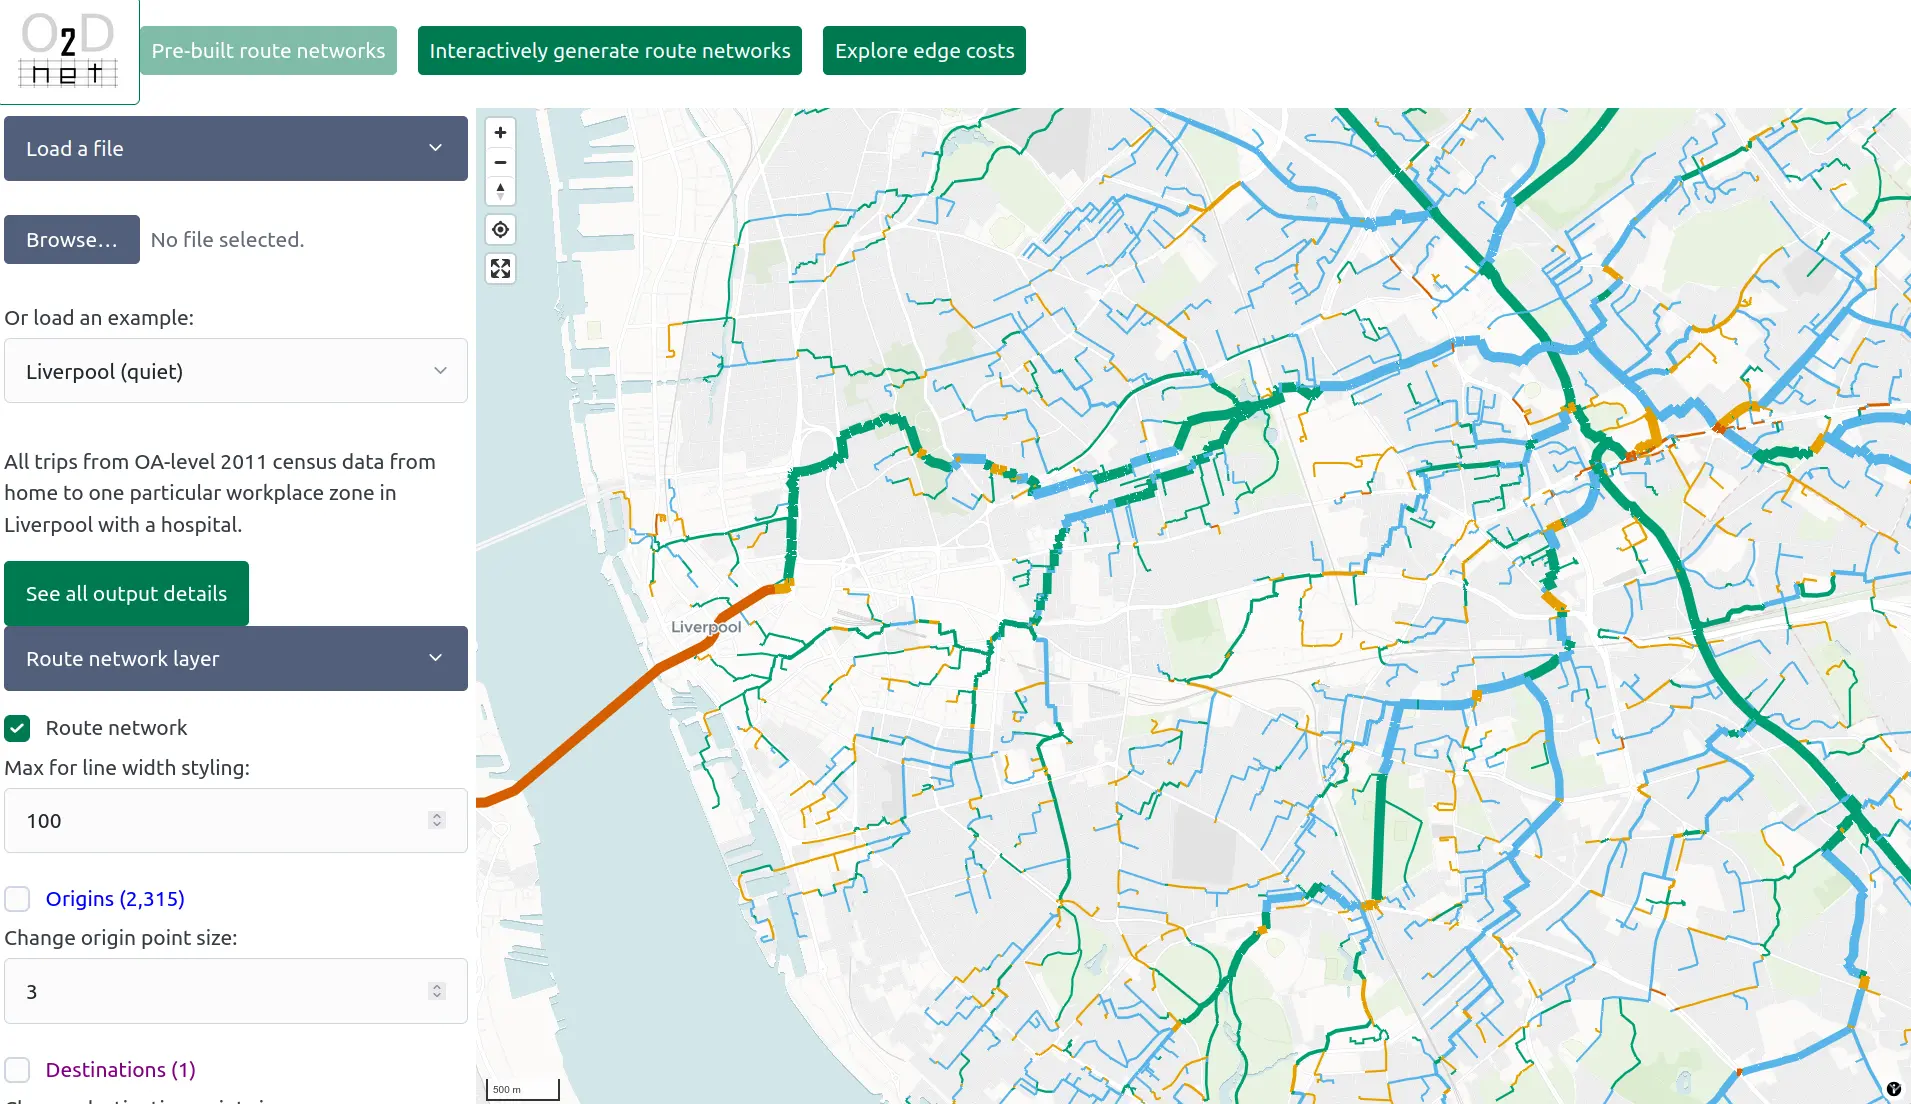 O2D
net
Pre-built route networks
Interactively generate route networks
Explore edge costs
Load a file
Browse…
No file selected.
Or load an example:
Liverpool (quiet)
All trips from OA-level 2011 census data from
home to one particular workplace zone in
Liverpool with a hospital.
See all output details
Route network layer
Route network
Max for line width styling:
100
Origins (2,315)
Change origin point size:
3
Destinations (1)
Liverpool
500 m